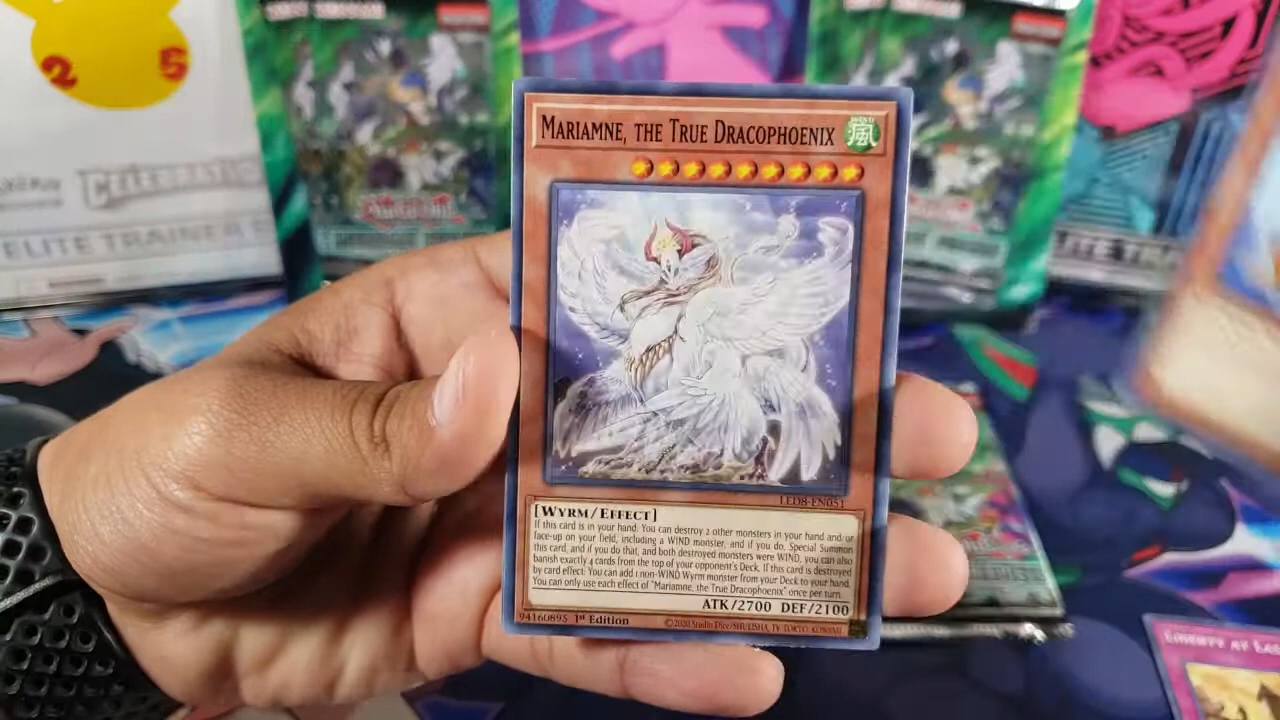 2 5
ELITE TRAINER
MARIAMNE, THE TRUE DRACOPHOENIX
WIND
風
LED8-EN051
[WYRM/EFFECT]
If this card is in your hand: You can destroy 2 other monsters in your hand and/or
face-up on your field, including a WIND monster, and if you do, Special Summon
this card, and if you do that, and both destroyed monsters were WIND, you can also
banish exactly 4 cards from the top of your opponent's Deck. If this card is destroyed
by card effect: You can add 1 non-WIND Wyrm monster from your Deck to your hand.
You can only use each effect of "Mariamne, the True Dracophoenix" once per turn.
ATK/2700 DEF/2100
94160895 1st Edition
©2020 Studio Dice/SHUEISHA, TV TOKYO, KONAMI